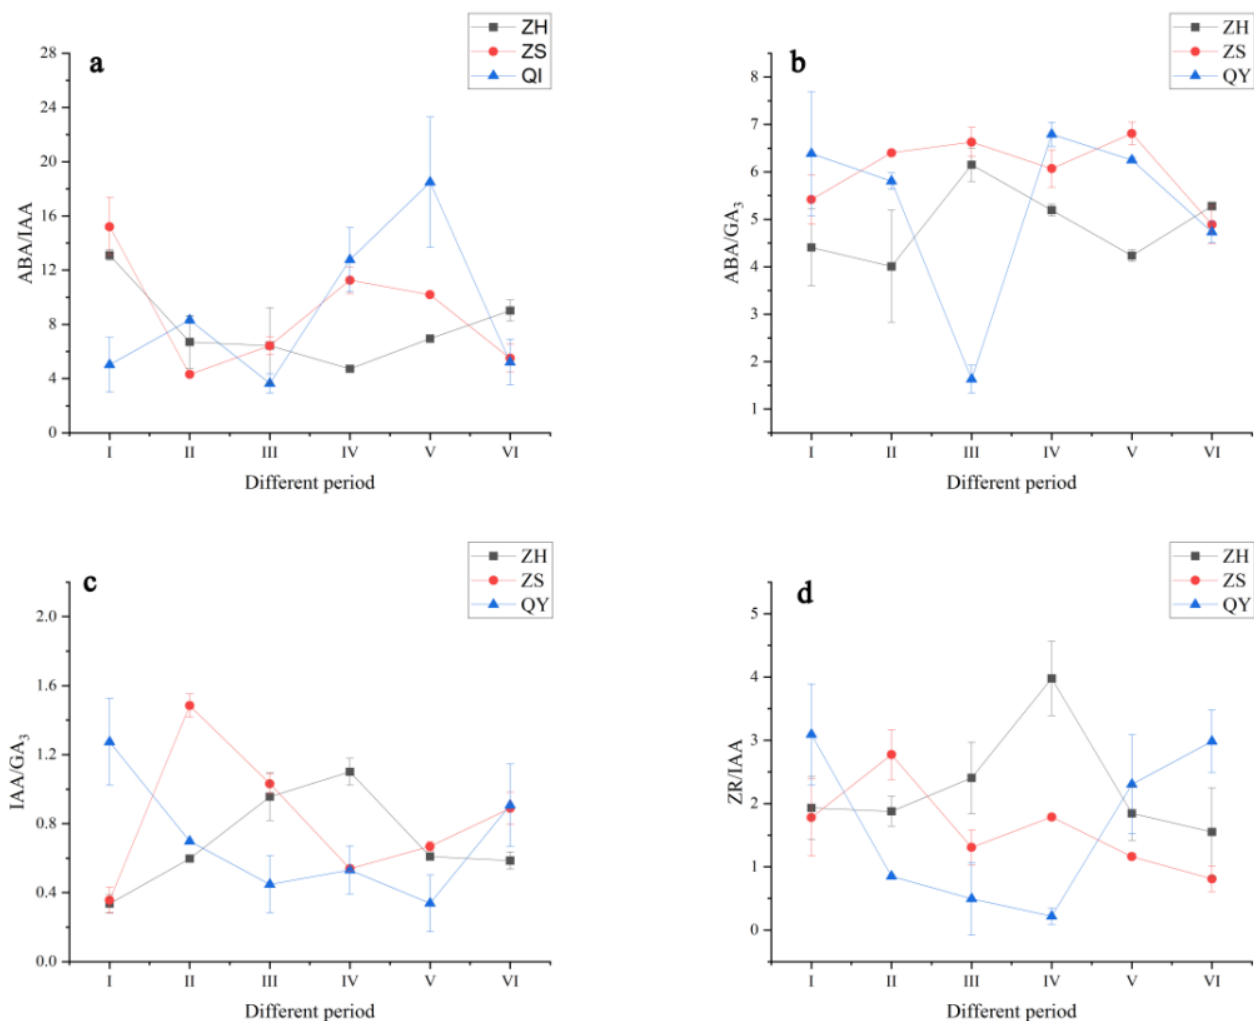 a
ZH
ZS
QI
28
24
20
16
12
8
4
0
ABA/IAA
I II III IV V VI
Different period
b
ZH
ZS
QY
8
7
6
5
4
3
2
1
ABA/GA₃
I II III IV V VI
Different period
c
ZH
ZS
QY
2.0
1.6
1.2
0.8
0.4
0.0
IAA/GA₃
I II III IV V VI
Different period
d
ZH
ZS
QY
5
4
3
2
1
0
ZR/IAA
I II III IV V VI
Different period